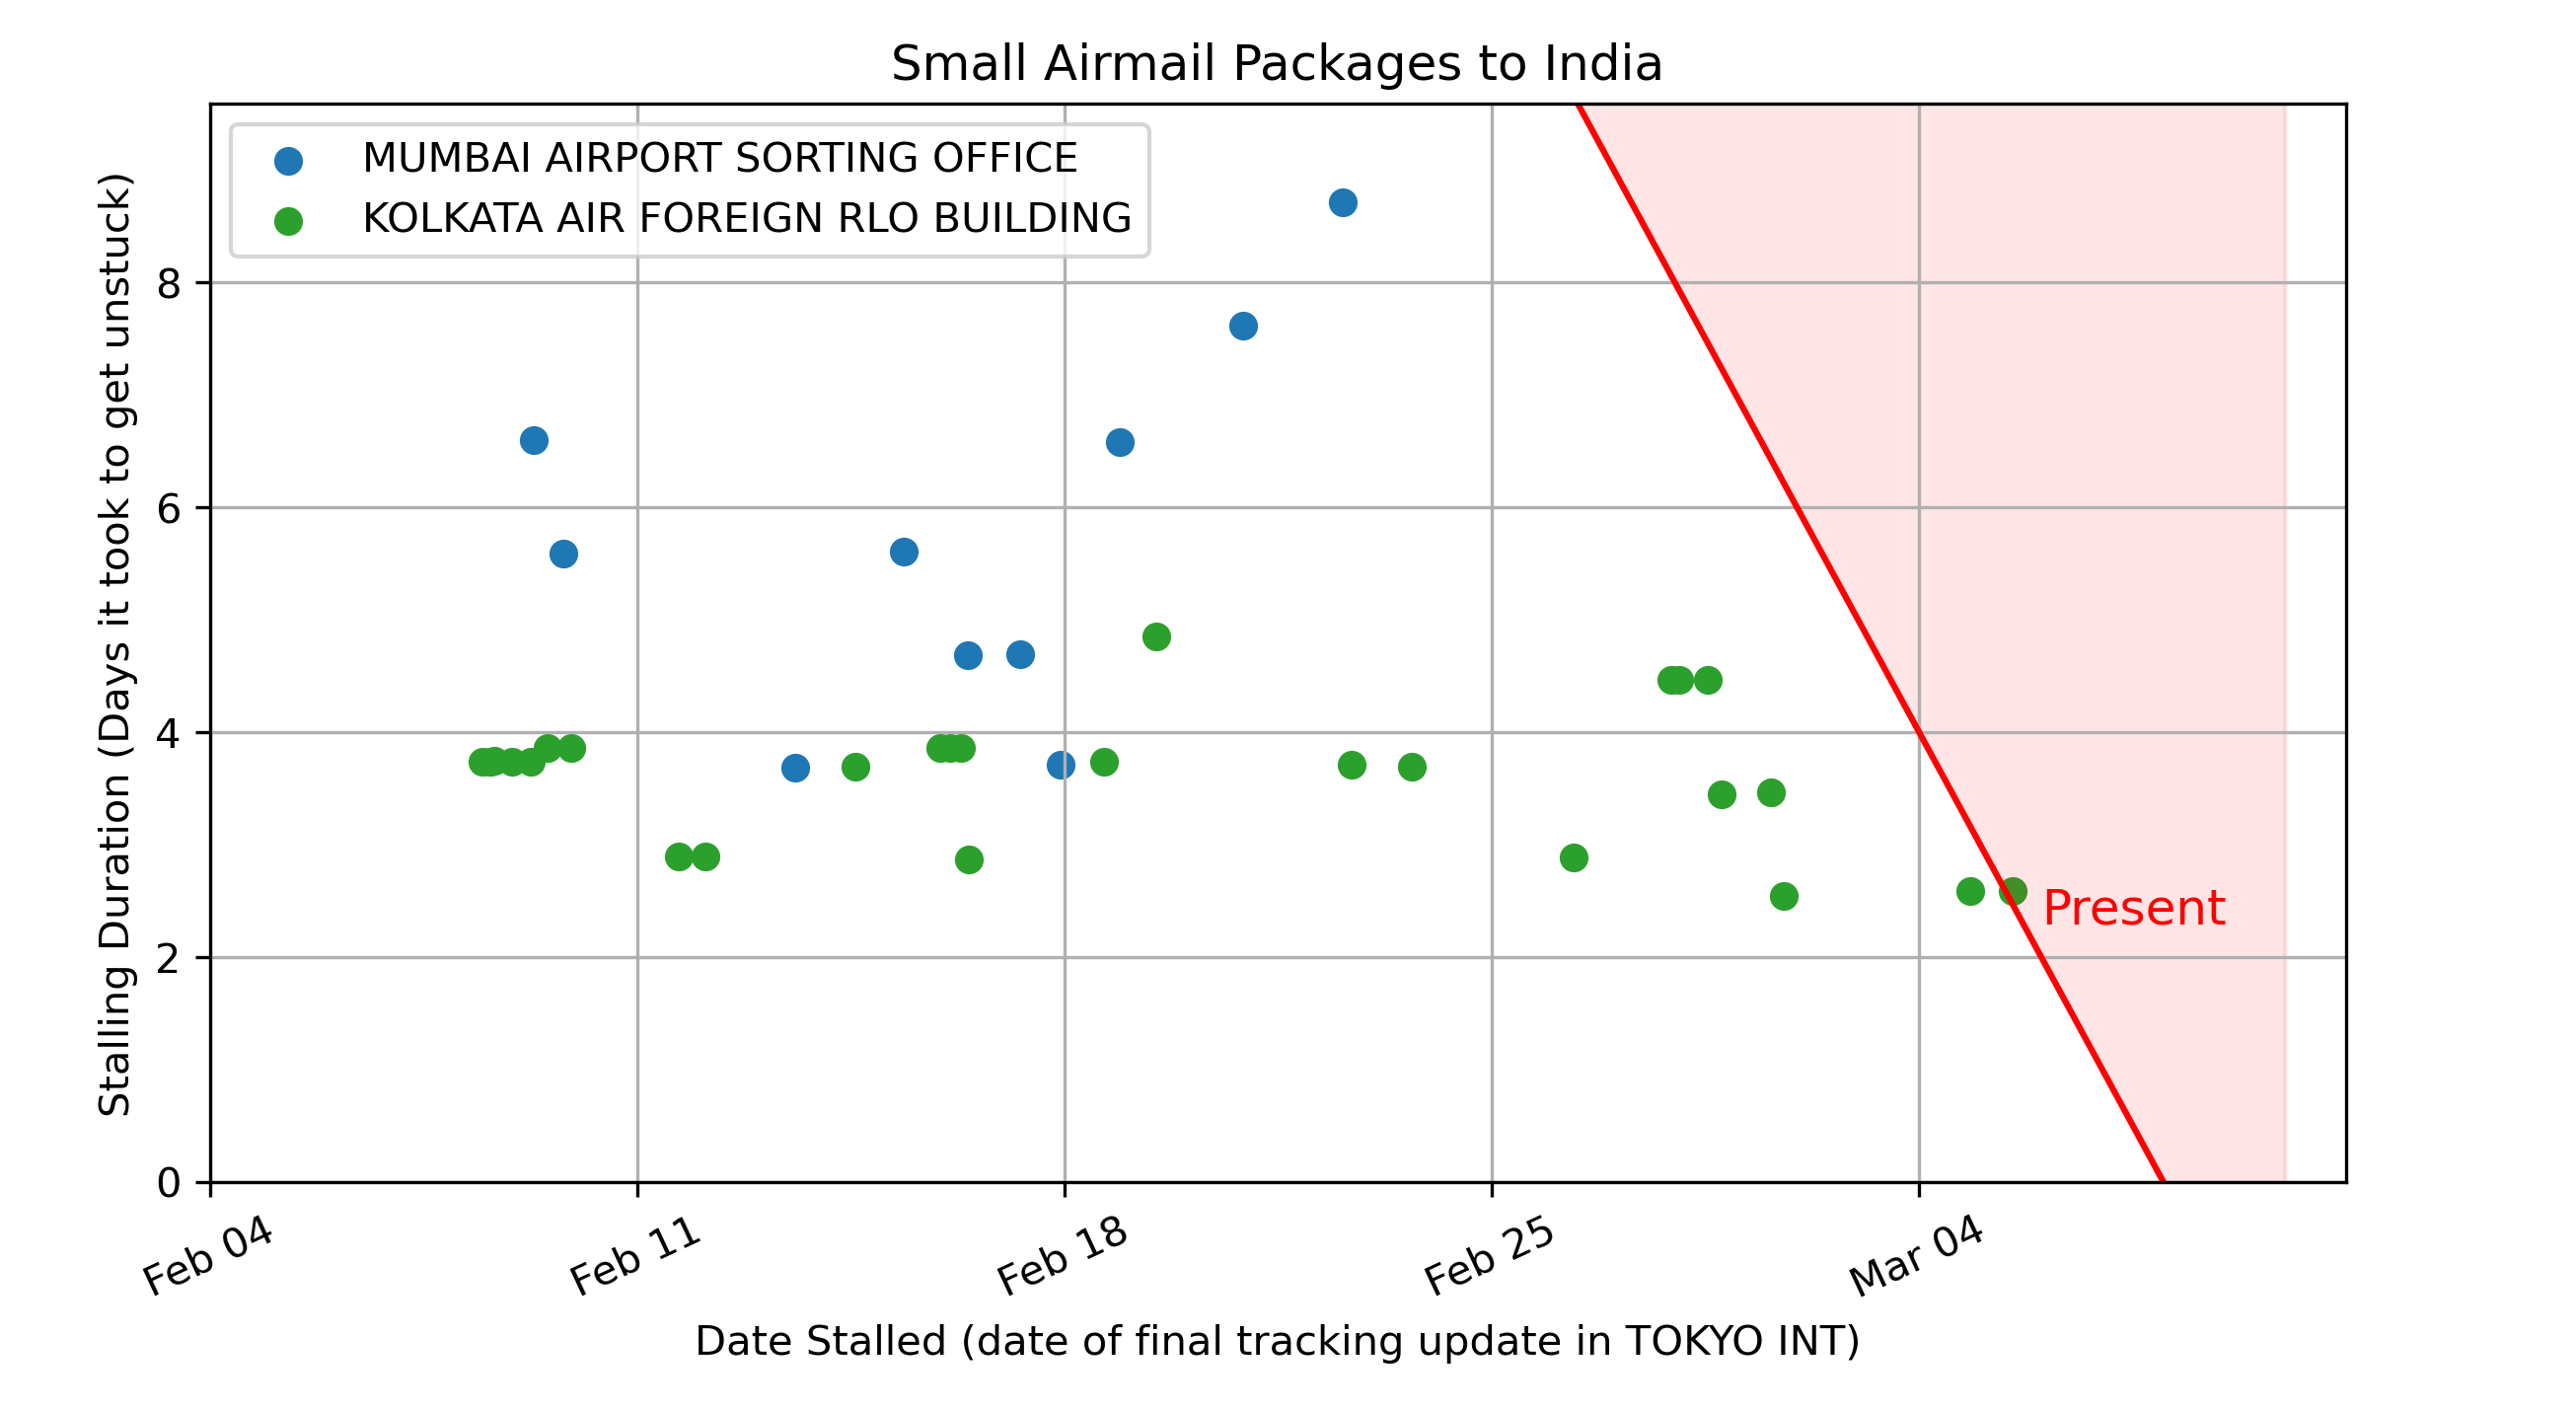 Small Airmail Packages to India
MUMBAI AIRPORT SORTING OFFICE
KOLKATA AIR FOREIGN RLO BUILDING
Stalling Duration (Days it took to get unstuck)
8
6
4
2
0
Present
Feb 04
Feb 11
Feb 18
Feb 25
Mar 04
Date Stalled (date of final tracking update in TOKYO INT)